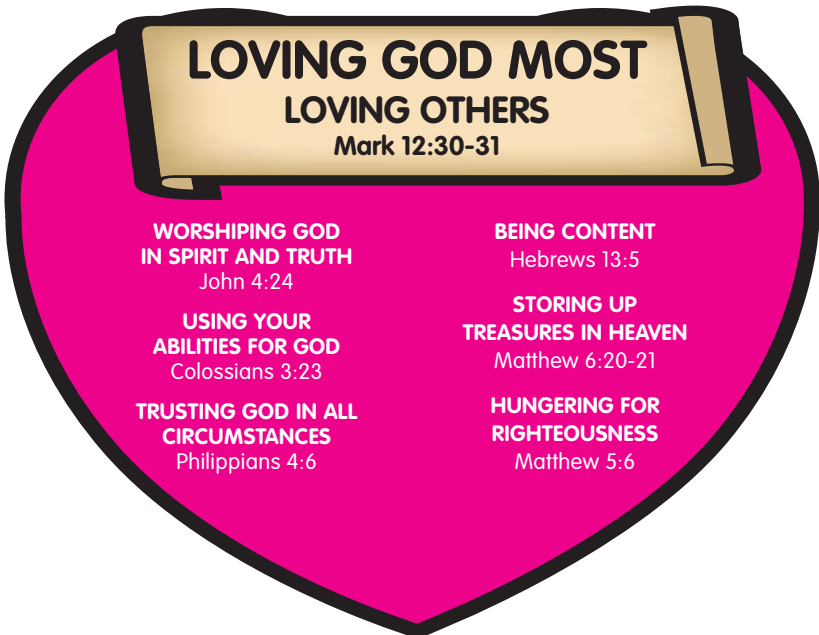 LOVING GOD MOST
LOVING OTHERS
Mark 12:30-31
WORSHIPING GOD
IN SPIRIT AND TRUTH
John 4:24
USING YOUR
ABILITIES FOR GOD
Colossians 3:23
TRUSTING GOD IN ALL
CIRCUMSTANCES
Philippians 4:6
BEING CONTENT
Hebrews 13:5
STORING UP
TREASURES IN HEAVEN
Matthew 6:20-21
HUNGERING FOR
RIGHTEOUSNESS
Matthew 5:6